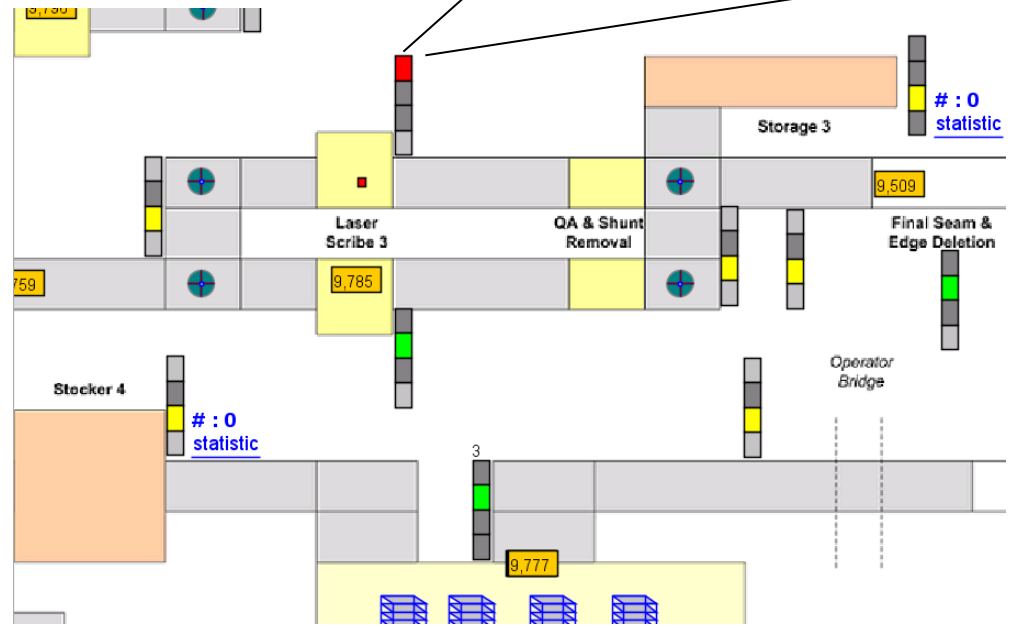 9,796
# : 0
statistic
Storage 3
9,509
Laser
Scribe 3
QA & Shunt
Removal
Final Seam &
Edge Deletion
759
9,785
Operator
Bridge
Stocker 4
# : 0
statistic
3
9,777